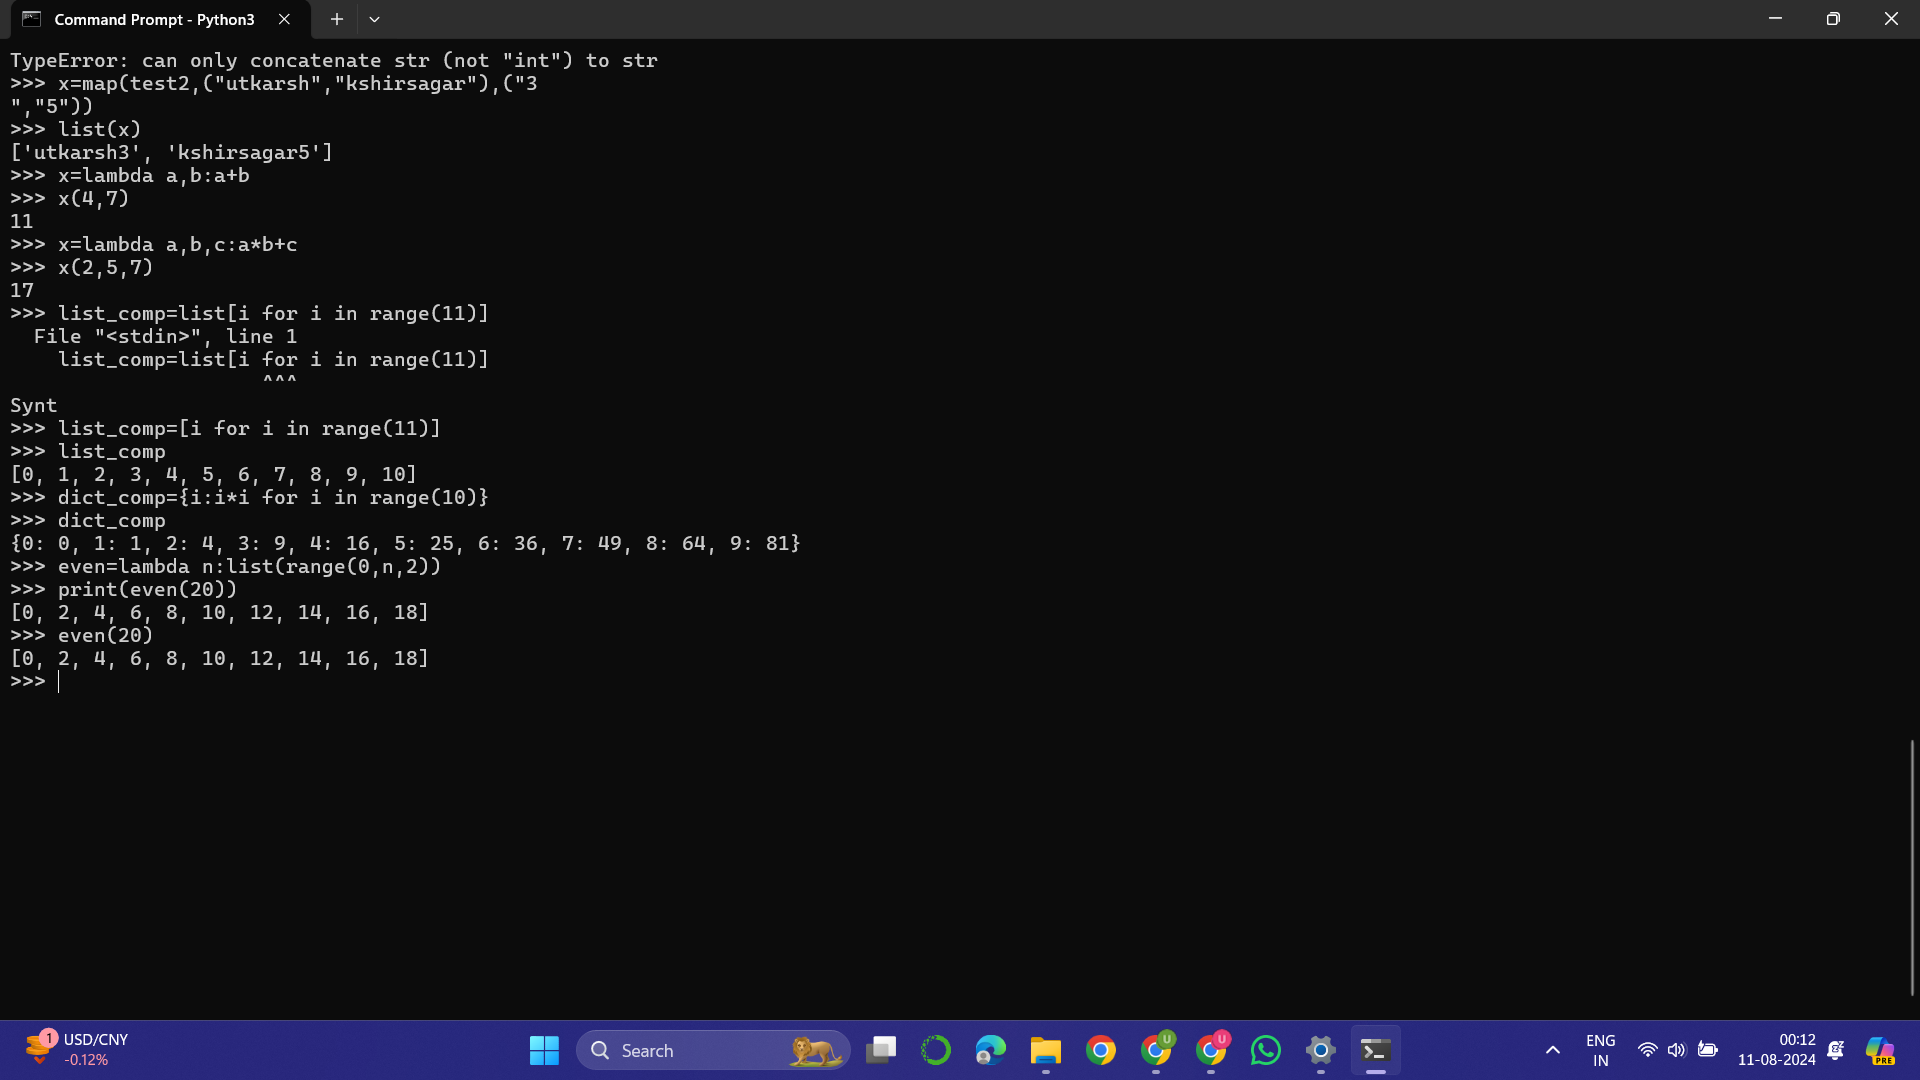 Command Prompt - Python3
TypeError: can only concatenate str (not "int") to str
>>> x=map(test2,("utkarsh","kshirsagar"),("3
","5"))
>>> list(x)
['utkarsh3', 'kshirsagar5']
>>> x=lambda a,b:a+b
>>> x(4,7)
11
>>> x=lambda a,b,c:a*b+c
>>> x(2,5,7)
17
>>> list_comp=list[i for i in range(11)]
  File "<stdin>", line 1
    list_comp=list[i for i in range(11)]
                     ^^^
Synt
>>> list_comp=[i for i in range(11)]
>>> list_comp
[0, 1, 2, 3, 4, 5, 6, 7, 8, 9, 10]
>>> dict_comp={i:i*i for i in range(10)}
>>> dict_comp
{0: 0, 1: 1, 2: 4, 3: 9, 4: 16, 5: 25, 6: 36, 7: 49, 8: 64, 9: 81}
>>> even=lambda n:list(range(0,n,2))
>>> print(even(20))
[0, 2, 4, 6, 8, 10, 12, 14, 16, 18]
>>> even(20)
[0, 2, 4, 6, 8, 10, 12, 14, 16, 18]
>>>
1
USD/CNY
-0.12%
Search
U
U
ENG
IN
00:12
11-08-2024
PRE